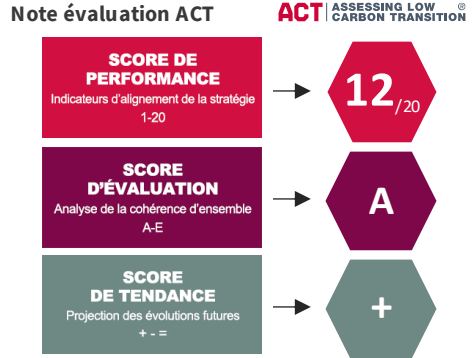 Note évaluation ACT
ACT ASSESSING LOW ®
CARBON TRANSITION
SCORE DE
PERFORMANCE
Indicateurs d'alignement de la stratégie
1-20
12/20
SCORE
D'ÉVALUATION
Analyse de la cohérence d'ensemble
A-E
A
SCORE
DE TENDANCE
Projection des évolutions futures
+ - =
+